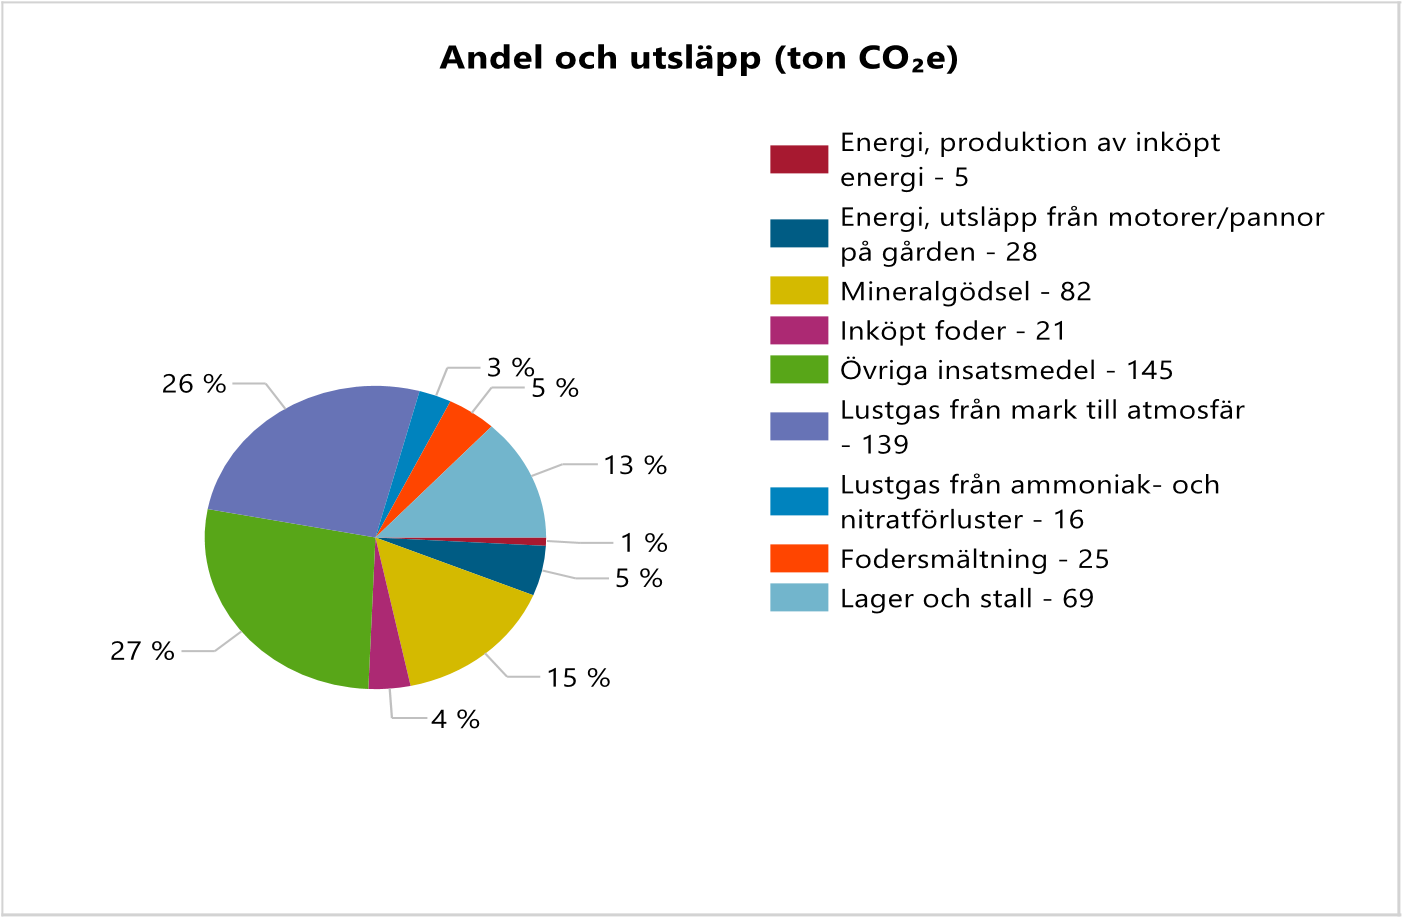 Andel och utsläpp (ton CO₂e)
Energi, produktion av inköpt
energi - 5
Energi, utsläpp från motorer/pannor
på gården - 28
Mineralgödsel - 82
Inköpt foder - 21
Övriga insatsmedel - 145
Lustgas från mark till atmosfär
- 139
Lustgas från ammoniak- och
nitratförluster - 16
Fodersmältning - 25
Lager och stall - 69
3 %
26 %
5 %
13 %
1 %
5 %
27 %
15 %
4 %